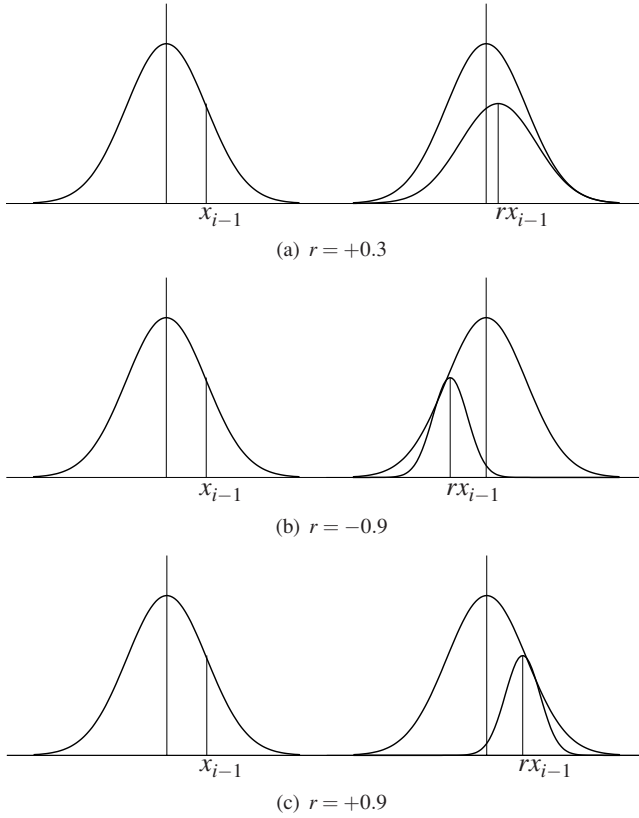 x_{i−1} rx_{i−1}
(a) r = +0.3
x_{i−1} rx_{i−1}
(b) r = −0.9
x_{i−1} rx_{i−1}
(c) r = +0.9